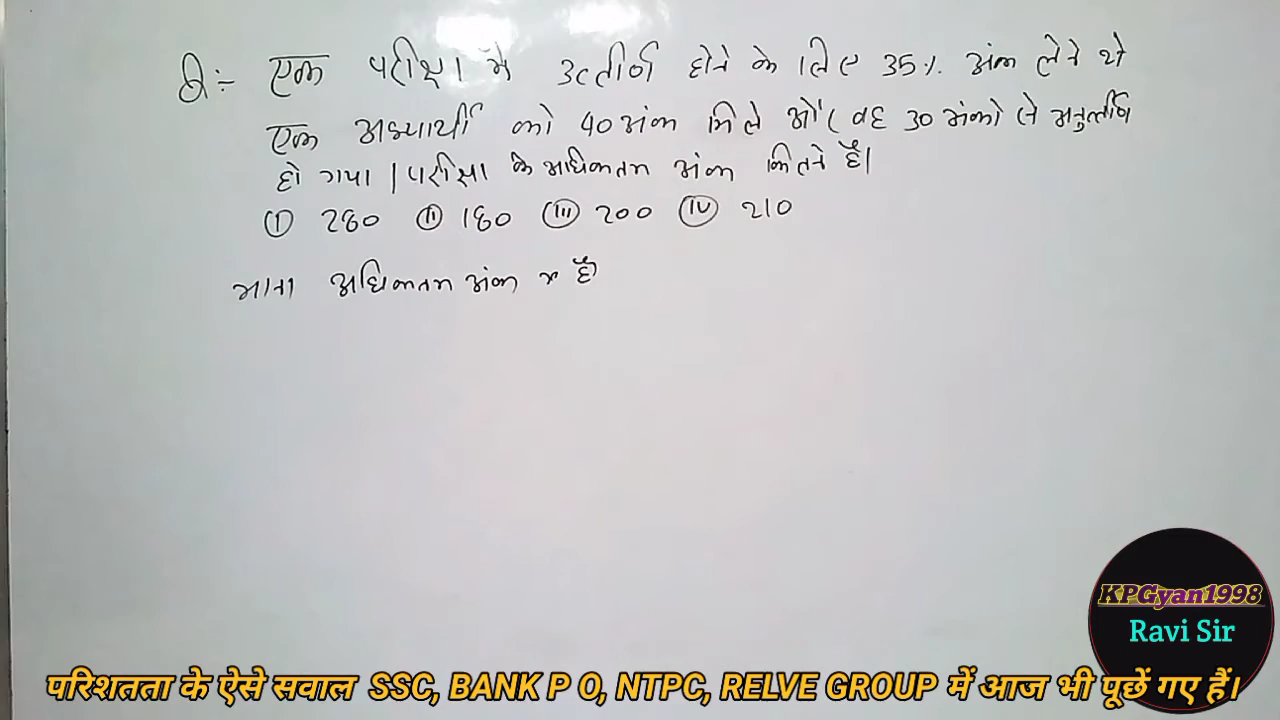 Q:- एक परीक्षा में उत्तीर्ण होने के लिए 35% अंक लेने थे
एक अभ्यार्थी को 40 अंक मिले और वह 30 अंको से अनुत्तीर्ण
हो गया। परीक्षा के अधिकतम अंक कितने है।
(I) 280 (II) 180 (III) 200 (IV) 210
माना अधिकतम अंक x है
KPGyan1998
Ravi Sir
परिशतता के ऐसे सवाल SSC, BANK P O, NTPC, RELVE GROUP में आज भी पूछें गए हैं।